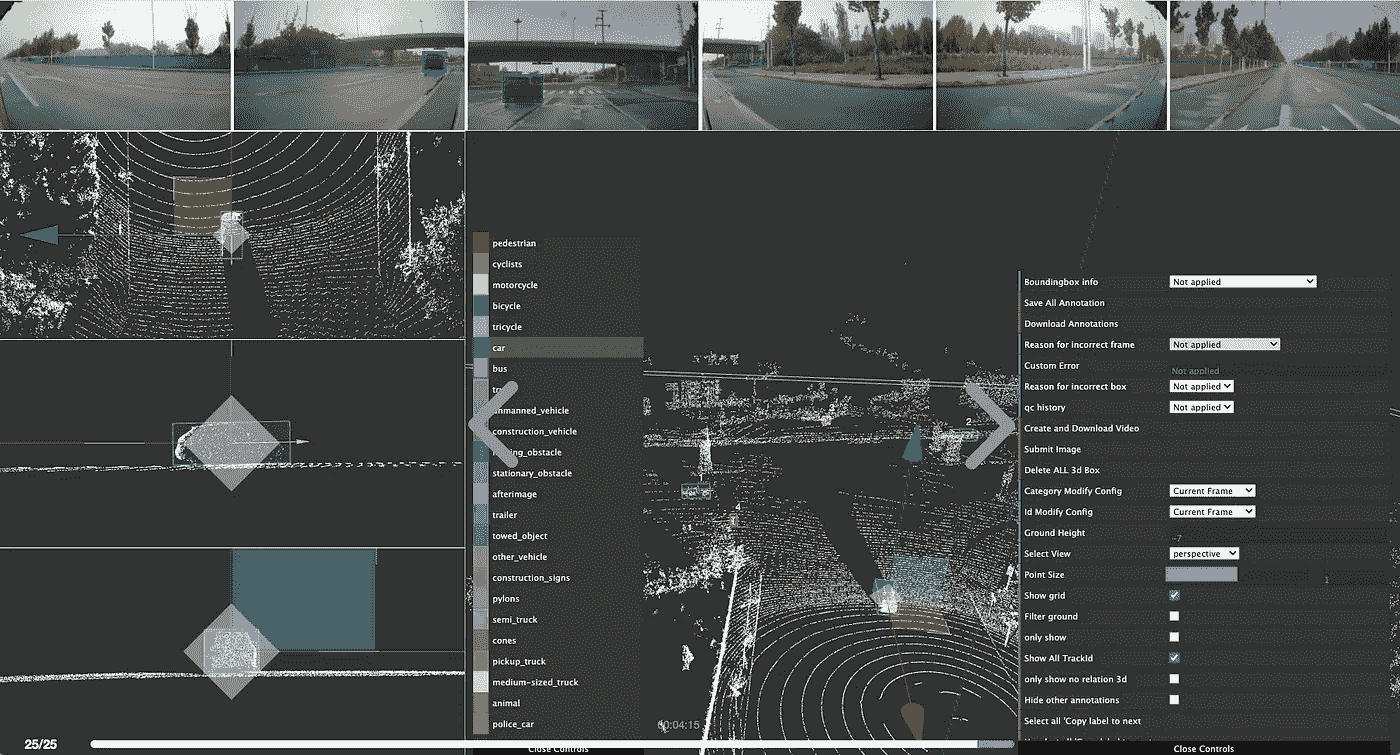 pedestrian
cyclists
motorcycle
bicycle
tricycle
car
bus
unmanned_vehicle
construction_vehicle
stationary_obstacle
afterimage
trailer
towed_object
other_vehicle
construction_signs
pylons
semi_truck
cones
pickup_truck
medium-sized_truck
animal
police_car
Close Controls
2
4
00:04:15
Boundingbox info Not applied
Save All Annotation
Download Annotations
Reason for incorrect frame Not applied
Custom Error Not applied
Reason for incorrect box Not applied
qc history Not applied
Create and Download Video
Submit Image
Delete ALL 3d Box
Category Modify Config Current Frame
Id Modify Config Current Frame
Ground Height -7
Select View perspective
Point Size 1
Show grid
Filter ground
only show
Show All TrackId
only show no relation 3d
Hide other annotations
Select all 'Copy label to next
Close Controls
25/25